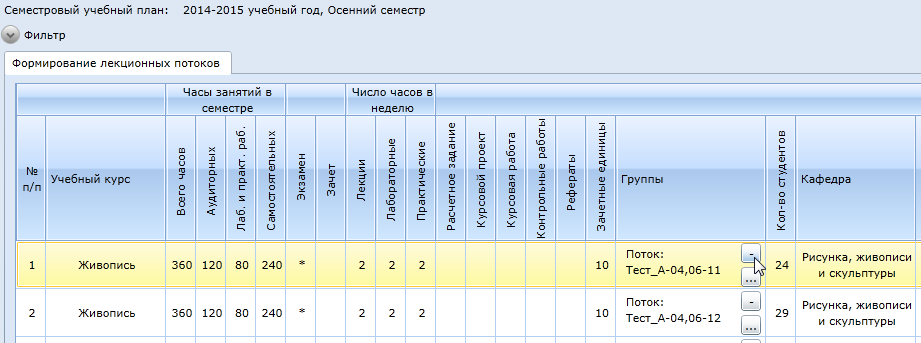 Семестровый учебный план: 2014-2015 учебный год, Осенний семестр
Фильтр
Формирование лекционных потоков
Часы занятий в семестре
Число часов в неделю
№ п/п
Учебный курс
Всего часов
Аудиторных
Лаб. и практ. раб.
Самостоятельных
Экзамен
Зачет
Лекции
Лабораторные
Практические
Расчетное задание
Курсовой проект
Курсовая работа
Контрольные работы
Рефераты
Зачетные единицы
Группы
Кол-во студентов
Кафедра
1 Живопись 360 120 80 240 * 2 2 2 10 Поток: Тест_А-04,06-11 - ... 24 Рисунка, живописи и скульптуры
2 Живопись 360 120 80 240 * 2 2 2 10 Поток: Тест_А-04,06-12 - ... 29 Рисунка, живописи и скульптуры